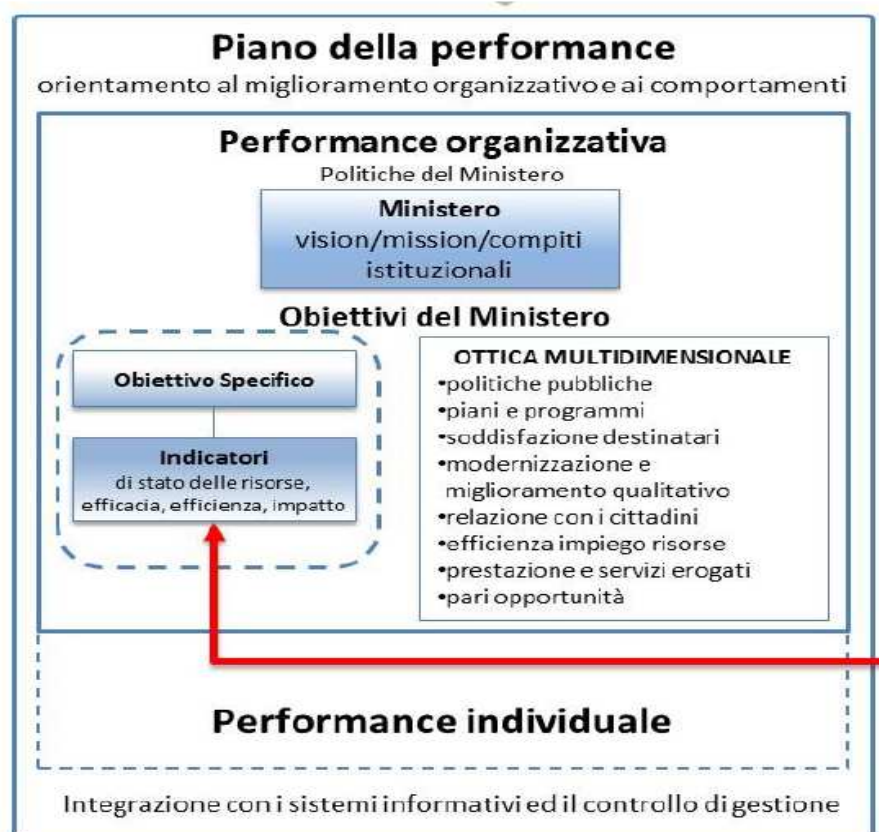 Piano della performance
orientamento al miglioramento organizzativo e ai comportamenti
Performance organizzativa
Politiche del Ministero
Ministero
vision/mission/compiti
istituzionali
Obiettivi del Ministero
Obiettivo Specifico
Indicatori
di stato delle risorse,
efficacia, efficienza, impatto
OTTICA MULTIDIMENSIONALE
•politiche pubbliche
•piani e programmi
•soddisfazione destinatari
•modernizzazione e
miglioramento qualitativo
•relazione con i cittadini
•efficienza impiego risorse
•prestazione e servizi erogati
•pari opportunità
Performance individuale
Integrazione con i sistemi informativi ed il controllo di gestione